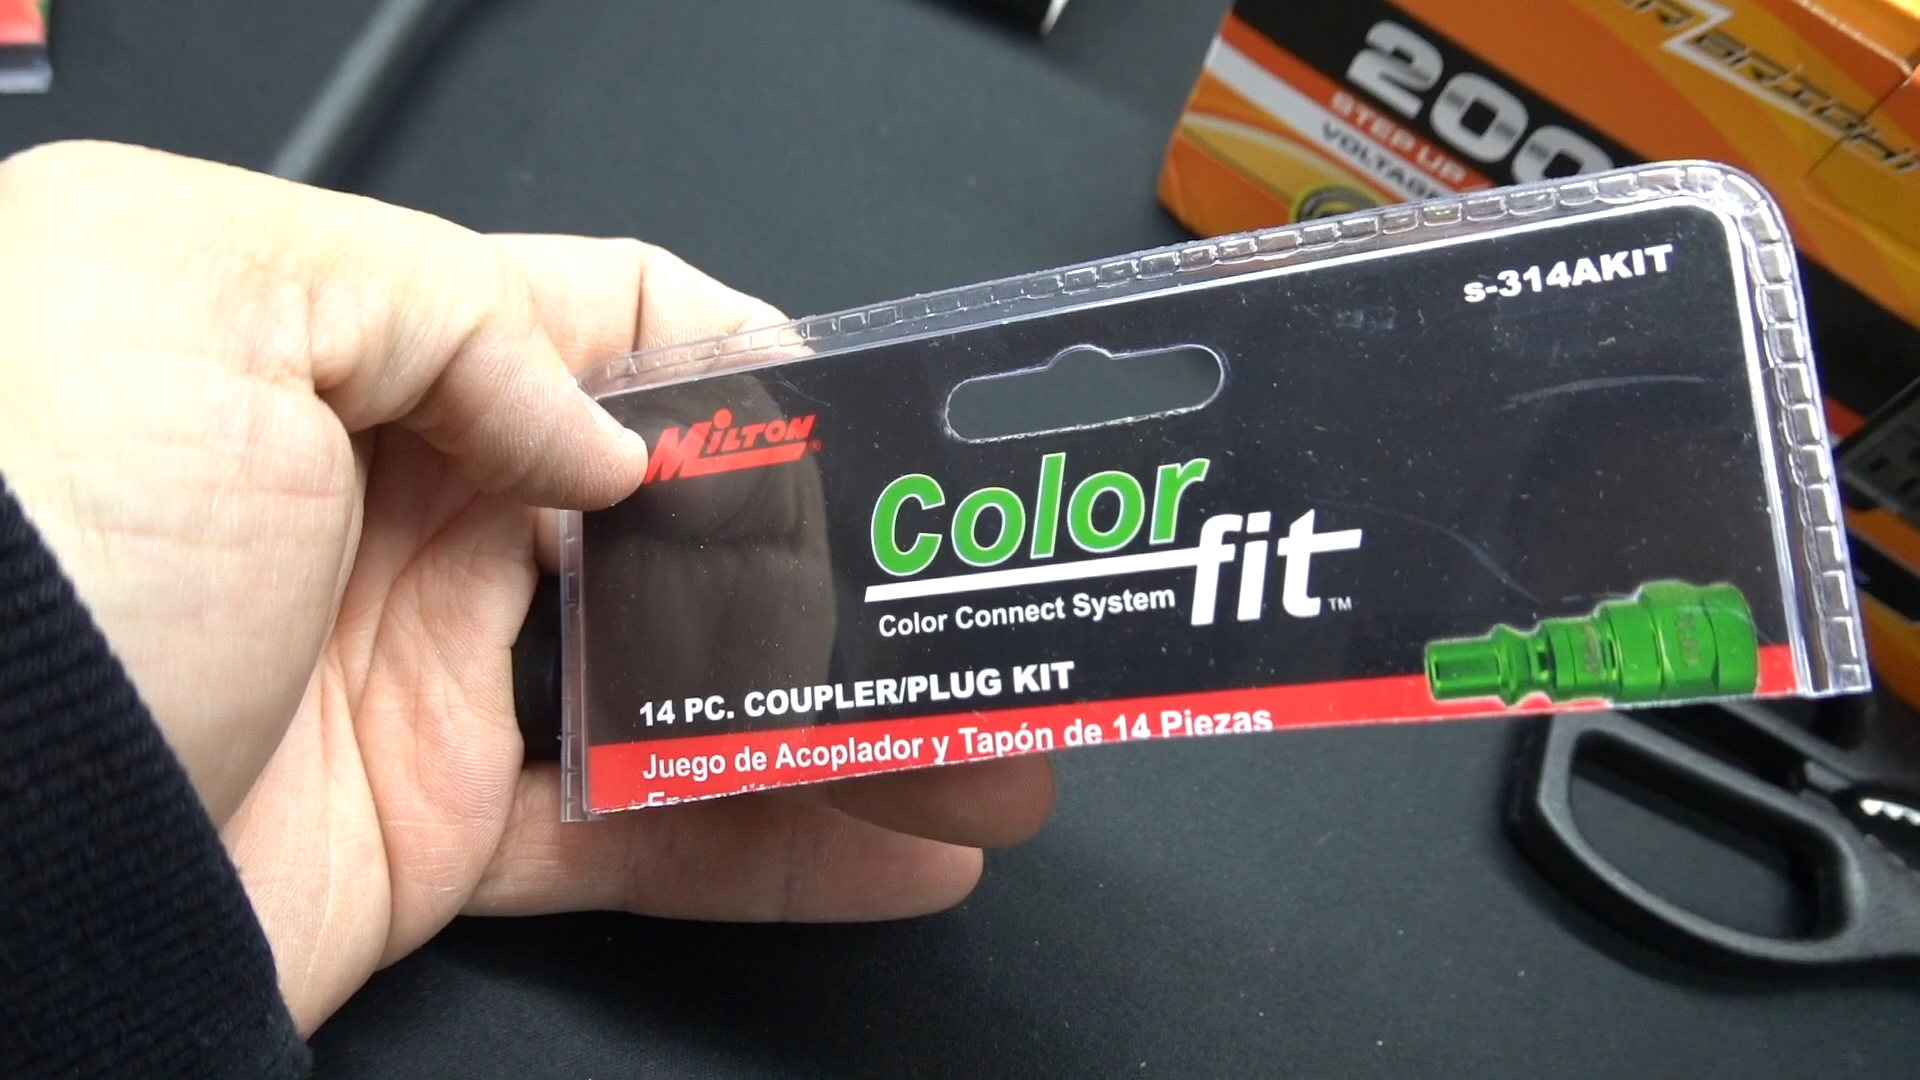 200
STEP UP
s-314AKIT
MILTON®
Color
fit™
Color Connect System
14 PC. COUPLER/PLUG KIT
Juego de Acoplador y Tapón de 14 Piezas